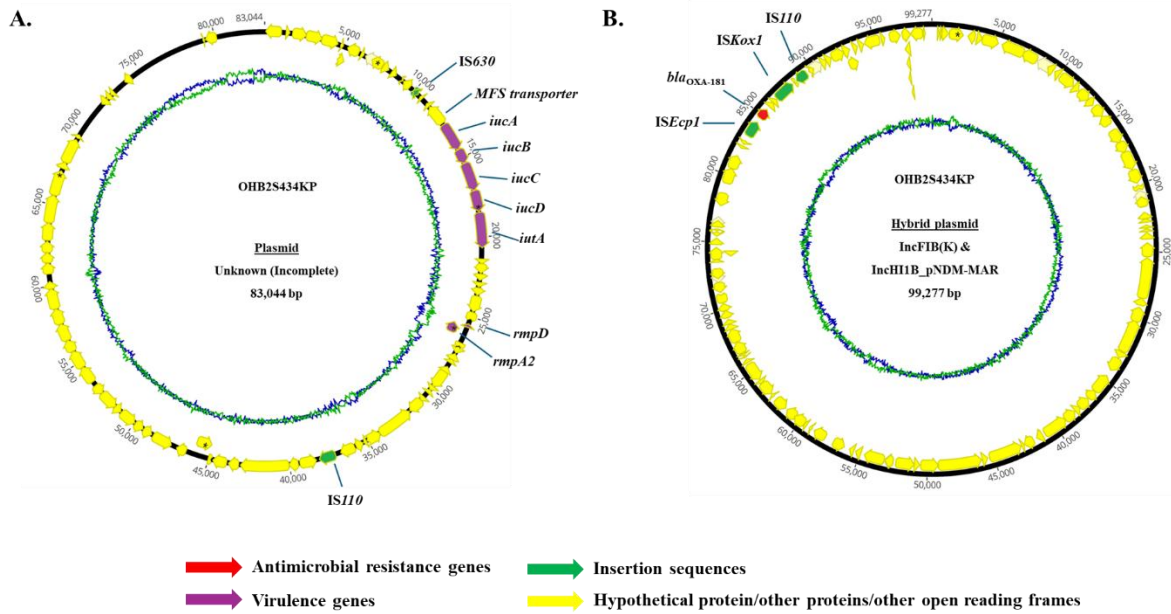 A.
83,044
5,000
10,000
IS630
MFS transporter
iucA
15,000
iucB
iucC
iucD
20,000
iutA
25,000
rmpD
rmpA2
30,000
35,000
40,000
IS110
45,000
50,000
55,000
60,000
65,000
70,000
75,000
80,000
OHB2S434KP
Plasmid
Unknown (Incomplete)
83,044 bp
B.
99,277
5,000
10,000
15,000
20,000
25,000
30,000
35,000
40,000
45,000
50,000
55,000
60,000
65,000
70,000
75,000
80,000
85,000
90,000
95,000
IS110
ISKox1
blaOXA-181
ISEcp1
OHB2S434KP
Hybrid plasmid
IncFIB(K) &
IncHI1B_pNDM-MAR
99,277 bp
Antimicrobial resistance genes
Insertion sequences
Virulence genes
Hypothetical protein/other proteins/other open reading frames